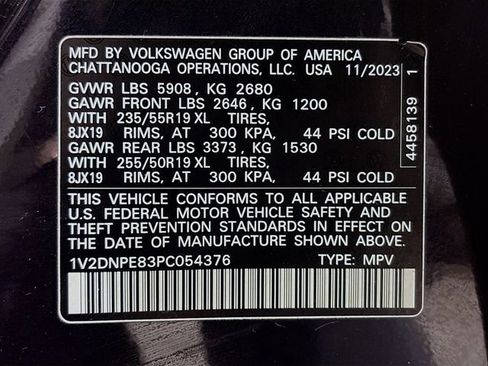 MFD BY VOLKSWAGEN GROUP OF AMERICA
CHATTANOOGA OPERATIONS, LLC. USA 11/2023
GVWR LBS 5908, KG 2680
GAWR FRONT LBS 2646, KG 1200
WITH 235/55R19 XL TIRES,
8JX19 RIMS, AT 300 KPA, 44 PSI COLD
GAWR REAR LBS 3373, KG 1530
WITH 255/50R19 XL TIRES,
8JX19 RIMS, AT 300 KPA, 44 PSI COLD
THIS VEHICLE CONFORMS TO ALL APPLICABLE
U.S. FEDERAL MOTOR VEHICLE SAFETY AND
THEFT PREVENTION STANDARDS IN EFFECT ON
THE DATE OF MANUFACTURE SHOWN ABOVE.
1V2DNPE83PC054376 TYPE: MPV
4458139 1